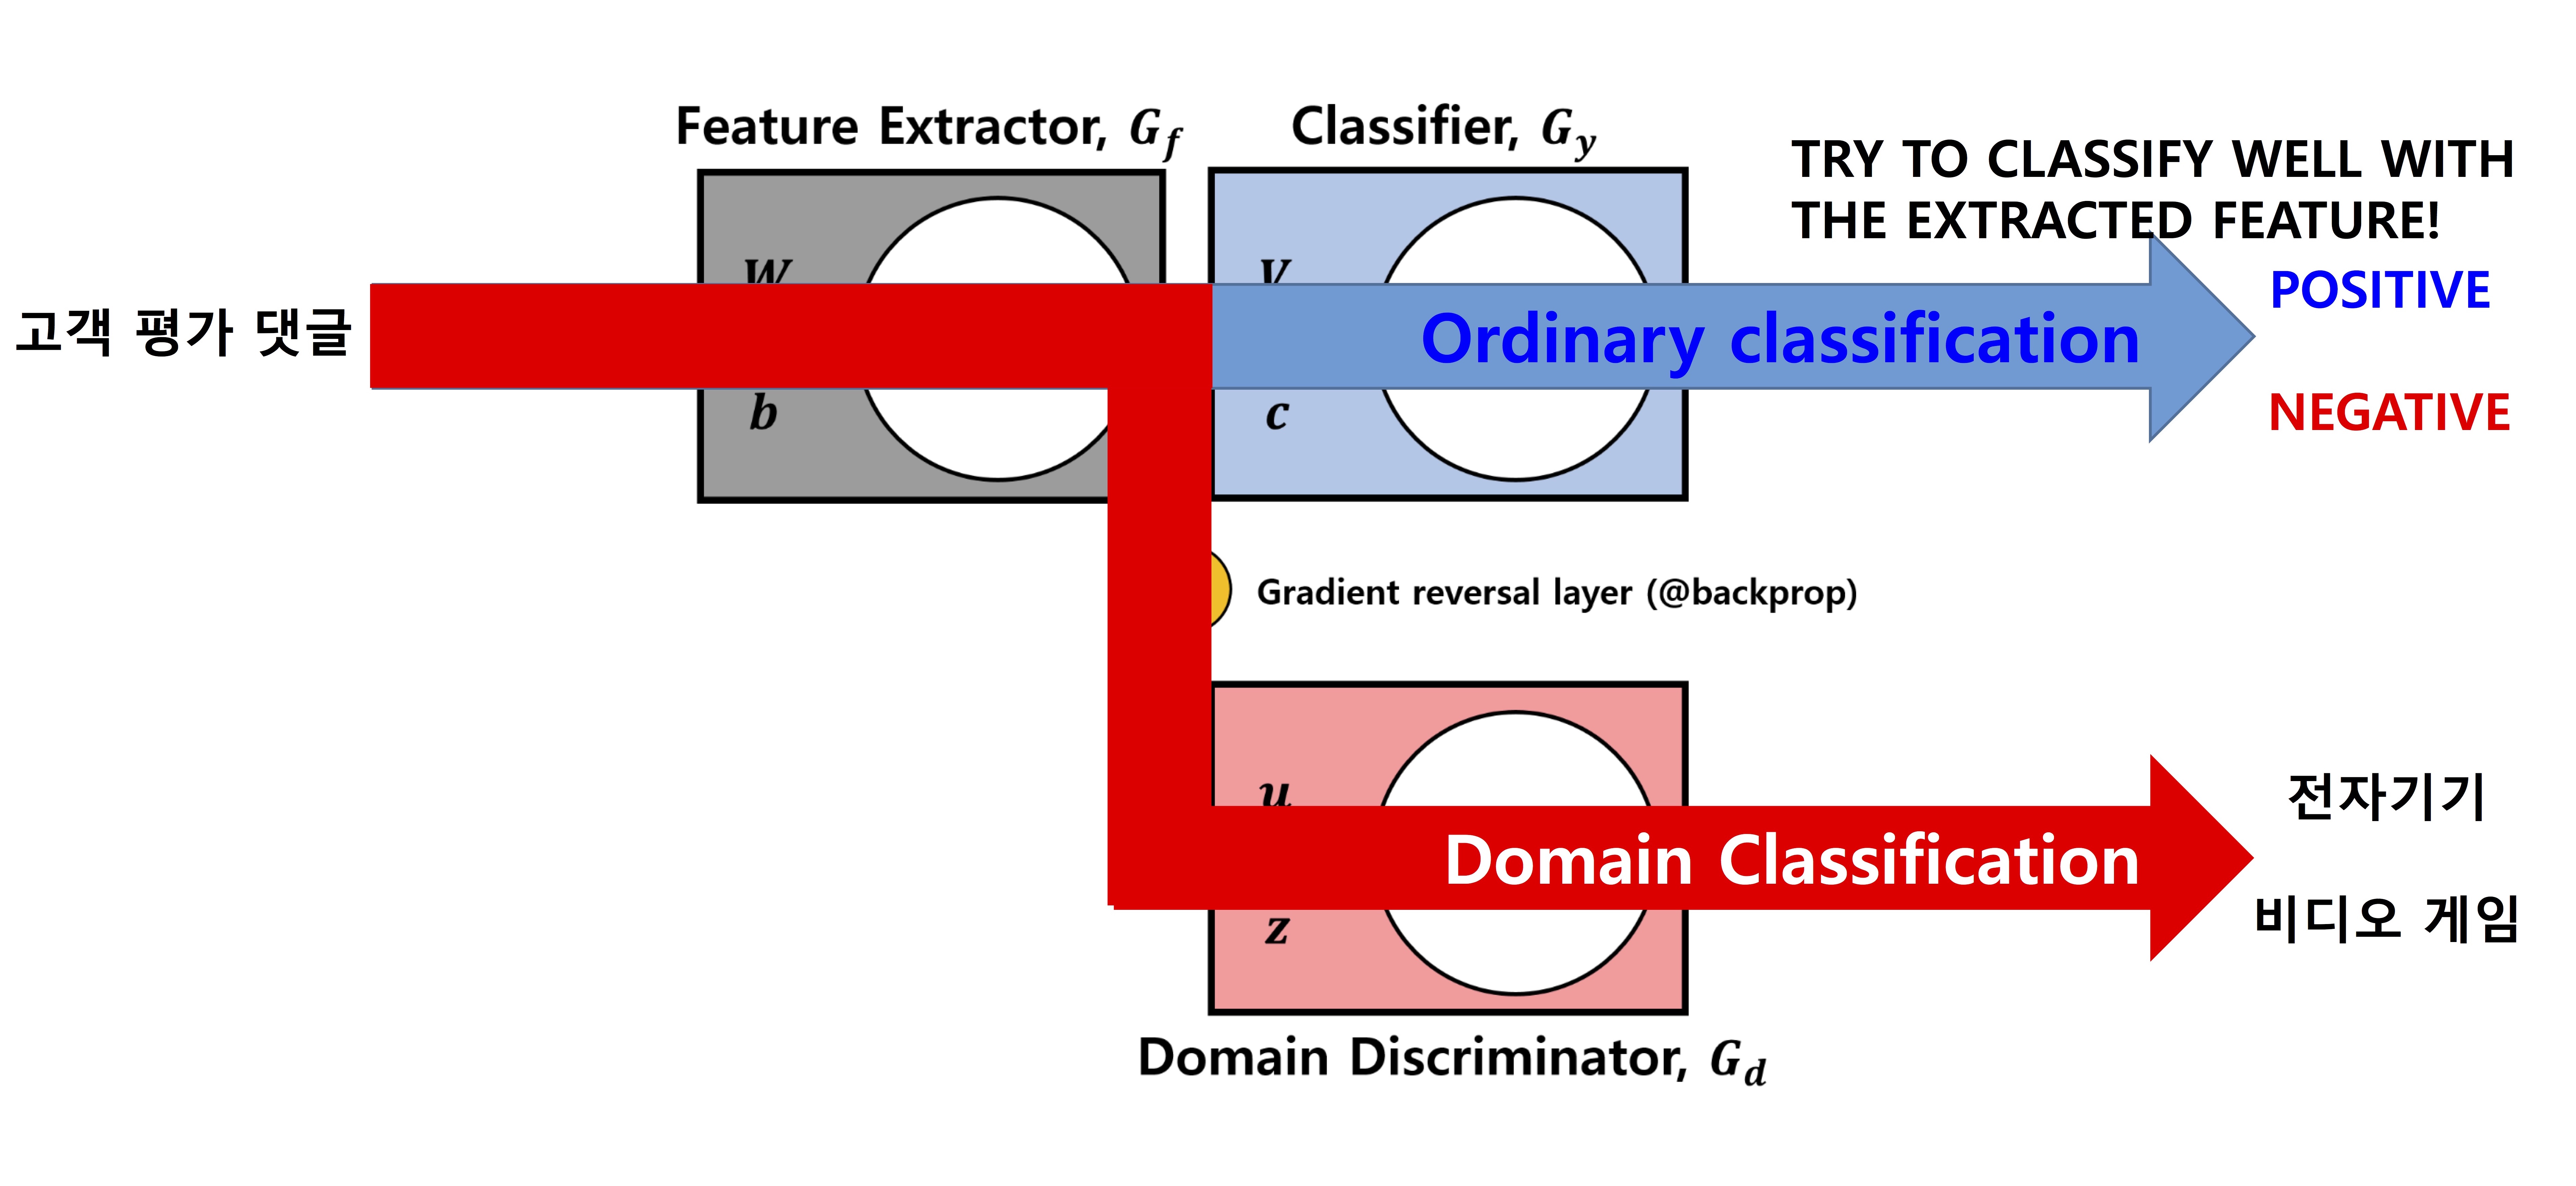 Feature Extractor, G_f
Classifier, G_y
TRY TO CLASSIFY WELL WITH
THE EXTRACTED FEATURE!
W
V
고객 평가 댓글
Ordinary classification
POSITIVE
b
c
NEGATIVE
Gradient reversal layer (@backprop)
u
전자기기
Domain Classification
z
비디오 게임
Domain Discriminator, G_d